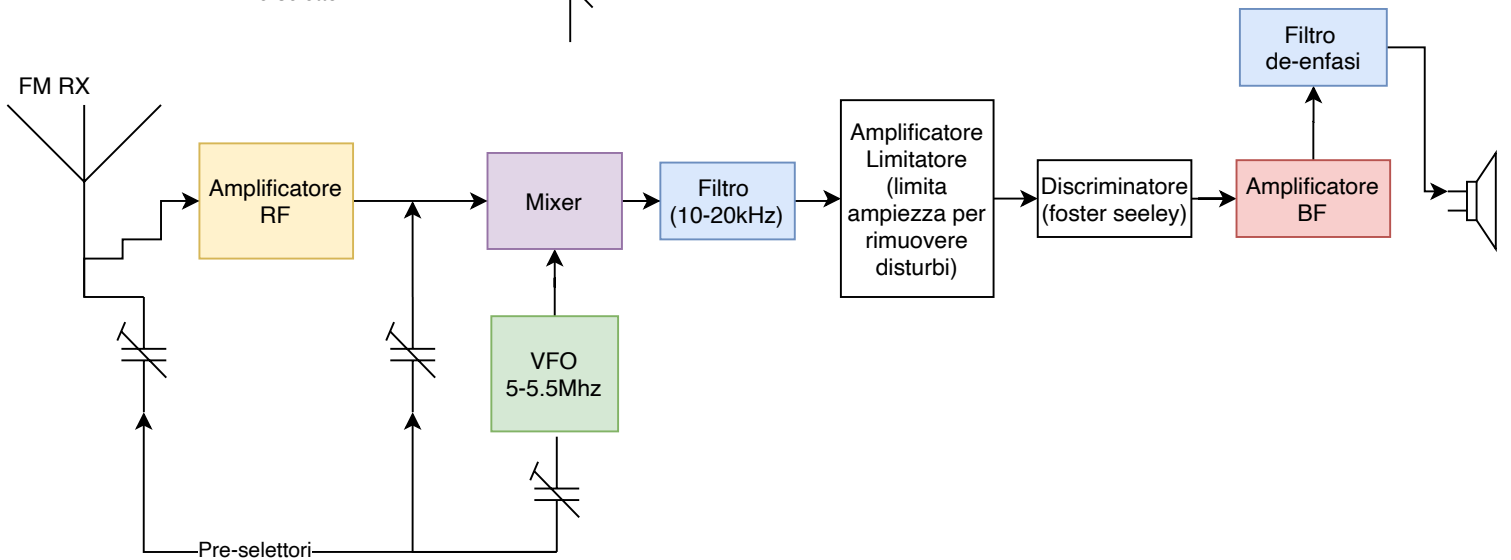 FM RX
Filtro
de-enfasi
Amplificatore
RF
Mixer
Filtro
(10-20kHz)
Amplificatore
Limitatore
(limita
ampiezza per
rimuovere
disturbi)
Discriminatore
(foster seeley)
Amplificatore
BF
VFO
5-5.5Mhz
Pre-selettori